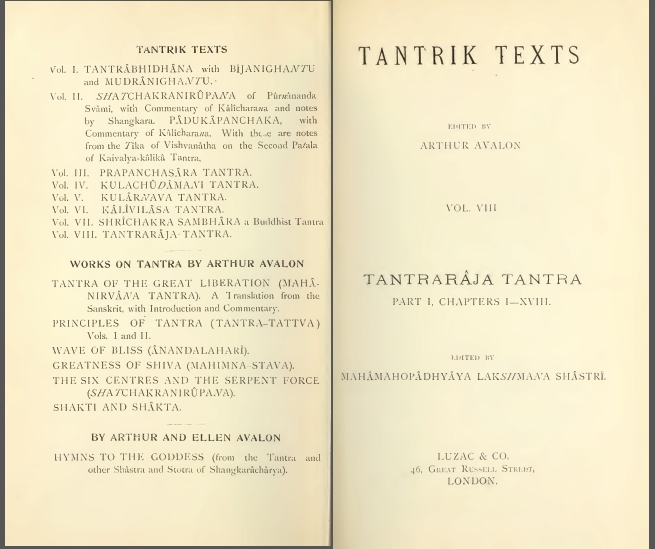 TANTRIK TEXTS
Vol. I. TANTRÂBHIDHÂNA with BÎJANIGHANTU
and MUDRÂNIGHANTU.
Vol. II. SHATCHAKRANIRÛPANA of Pûrnânanda
Svâmi, with Commentary of Kâlîcharana and notes
by Shangkara. PÂDUKÂPANCHAKA, with
Commentary of Kâlîcharana. With these are notes
from the Tîka of Vishvanâtha on the Second Patala
of Kaivalya-kâlikâ Tantra.
Vol. III. PRAPANCHASÂRA TANTRA.
Vol. IV. KULACHÛDÂMANI TANTRA.
Vol. V. KULÂRNAVA TANTRA.
Vol. VI. KÂLÎVILÂSA TANTRA.
Vol. VII. SHRÎCHAKRA SAMBHÂRA a Buddhist Tantra
Vol. VIII. TANTRARÂJA-TANTRA.
WORKS ON TANTRA BY ARTHUR AVALON
TANTRA OF THE GREAT LIBERATION (MAHÂ-
NIRVÂNA TANTRA). A Translation from the
Sanskrit, with Introduction and Commentary.
PRINCIPLES OF TANTRA (TANTRA-TATTVA)
Vols. I and II.
WAVE OF BLISS (ÂNANDALAHARÎ).
GREATNESS OF SHIVA (MAHIMNA-STAVA).
THE SIX CENTRES AND THE SERPENT FORCE
(SHATCHAKRANIRÛPANA).
SHAKTI AND SHÂKTA.
BY ARTHUR AND ELLEN AVALON
HYMNS TO THE GODDESS (from the Tantra and
other Shâstra and Stotra of Shangkarâchârya).
TANTRIK TEXTS
EDITED BY
ARTHUR AVALON
VOL. VIII
TANTRARÂJA TANTRA
PART I, CHAPTERS I—XVIII.
EDITED BY
MAHÂMAHOPÂDHYÂYA LAKSHMANA SHÂSTRÎ.
LUZAC & CO.
46, GREAT RUSSELL STREET,
LONDON.